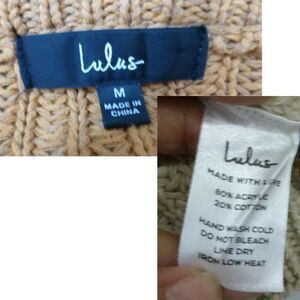 Lulus
M
MADE IN
CHINA
Lulus
MADE WITH LOVE
80% ACRYLIC
20% COTTON
HAND WASH COLD
DO NOT BLEACH
LINE DRY
IRON LOW HEAT